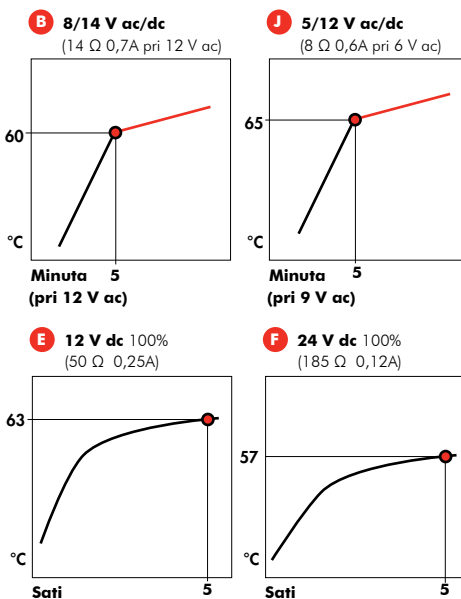 B 8/14 V ac/dc
(14 Ω 0,7A pri 12 V ac)
60
°C
5
Minuta
(pri 12 V ac)
J 5/12 V ac/dc
(8 Ω 0,6A pri 6 V ac)
65
°C
5
Minuta
(pri 9 V ac)
E 12 V dc 100%
(50 Ω 0,25A)
63
°C
Sati 5
F 24 V dc 100%
(185 Ω 0,12A)
57
°C
Sati 5